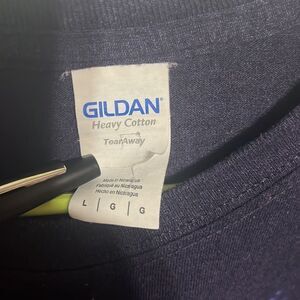 GILDAN®
Heavy Cotton
TearAway
Made in Nicaragua
Fabriqué au Nicaragua
Hecho en Nicaragua
L | G | G